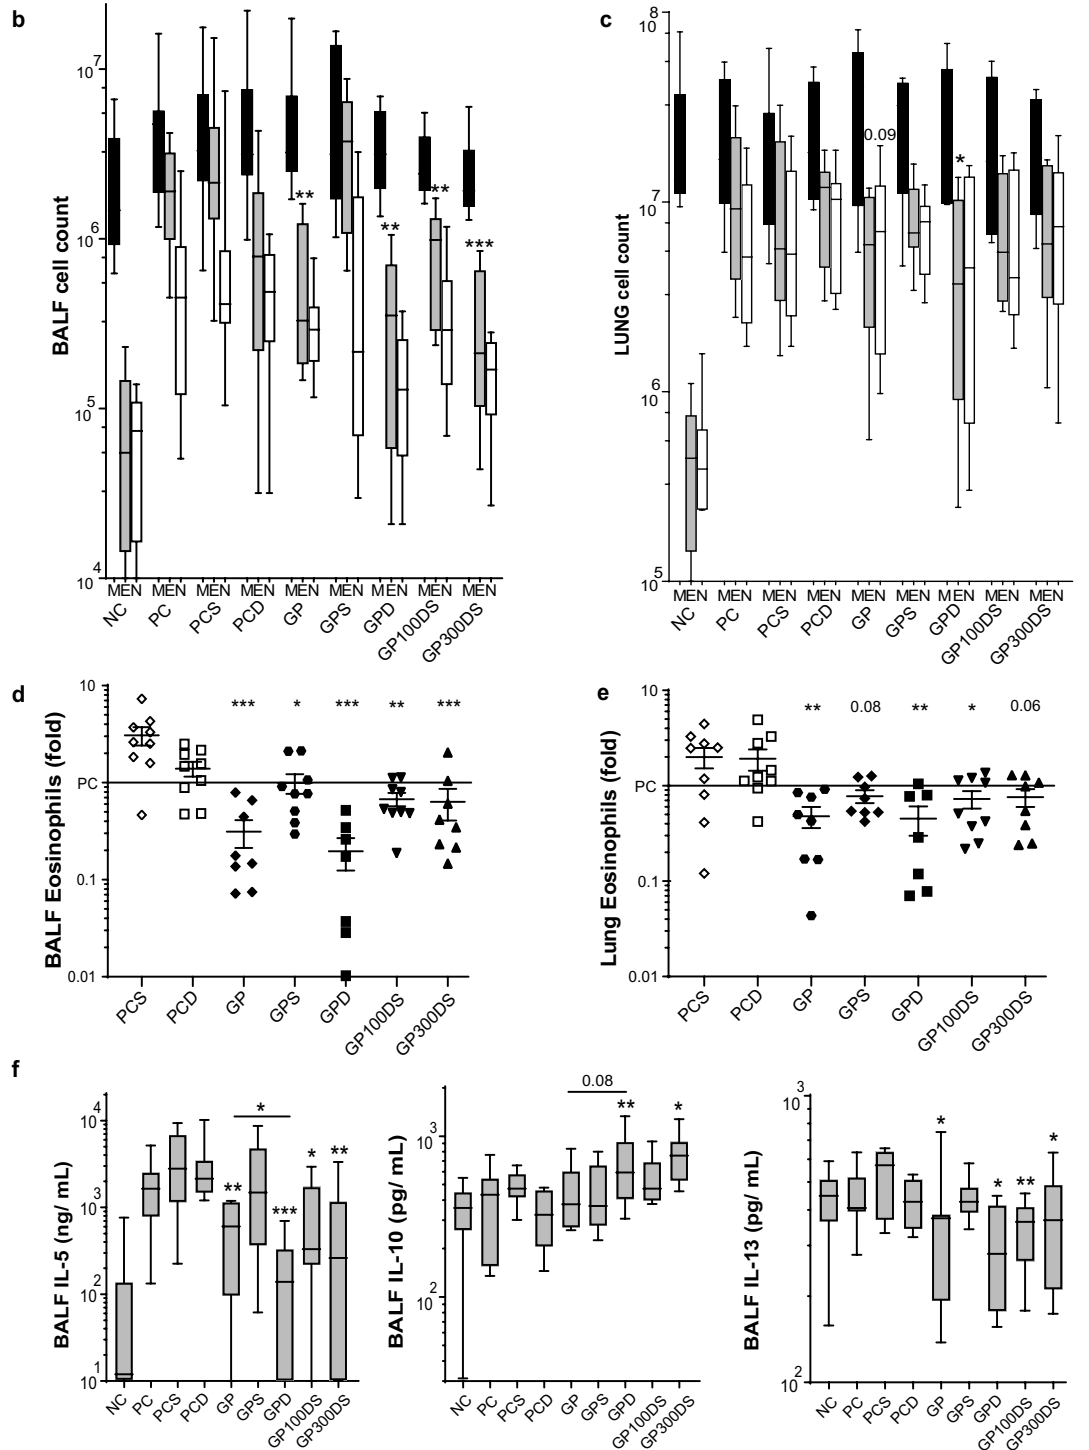 b
BALF cell count
10^7
10^6
10^5
10^4
** ** ** ***
MEN MEN MEN MEN MEN MEN MEN MEN MEN
NC PC PCS PCD GP GPS GPD GP100DS GP300DS
c
LUNG cell count
10^8
10^7
10^6
10^5
0.09 *
MEN MEN MEN MEN MEN MEN MEN MEN MEN
NC PC PCS PCD GP GPS GPD GP100DS GP300DS
d
BALF Eosinophils (fold)
10
PC
0.1
0.01
*** * *** ** ***
PCS PCD GP GPS GPD GP100DS GP300DS
e
Lung Eosinophils (fold)
10
PC
0.1
0.01
** 0.08 ** * 0.06
PCS PCD GP GPS GPD GP100DS GP300DS
f
BALF IL-5 (ng/ mL)
10^4
10^3
10^2
10^1
*
** *** * **
NC PC PCS PCD GP GPS GPD GP100DS GP300DS
BALF IL-10 (pg/ mL)
10^3
10^2
0.08
** *
NC PC PCS PCD GP GPS GPD GP100DS GP300DS
BALF IL-13 (pg/ mL)
10^3
10^2
* * ** *
NC PC PCS PCD GP GPS GPD GP100DS GP300DS